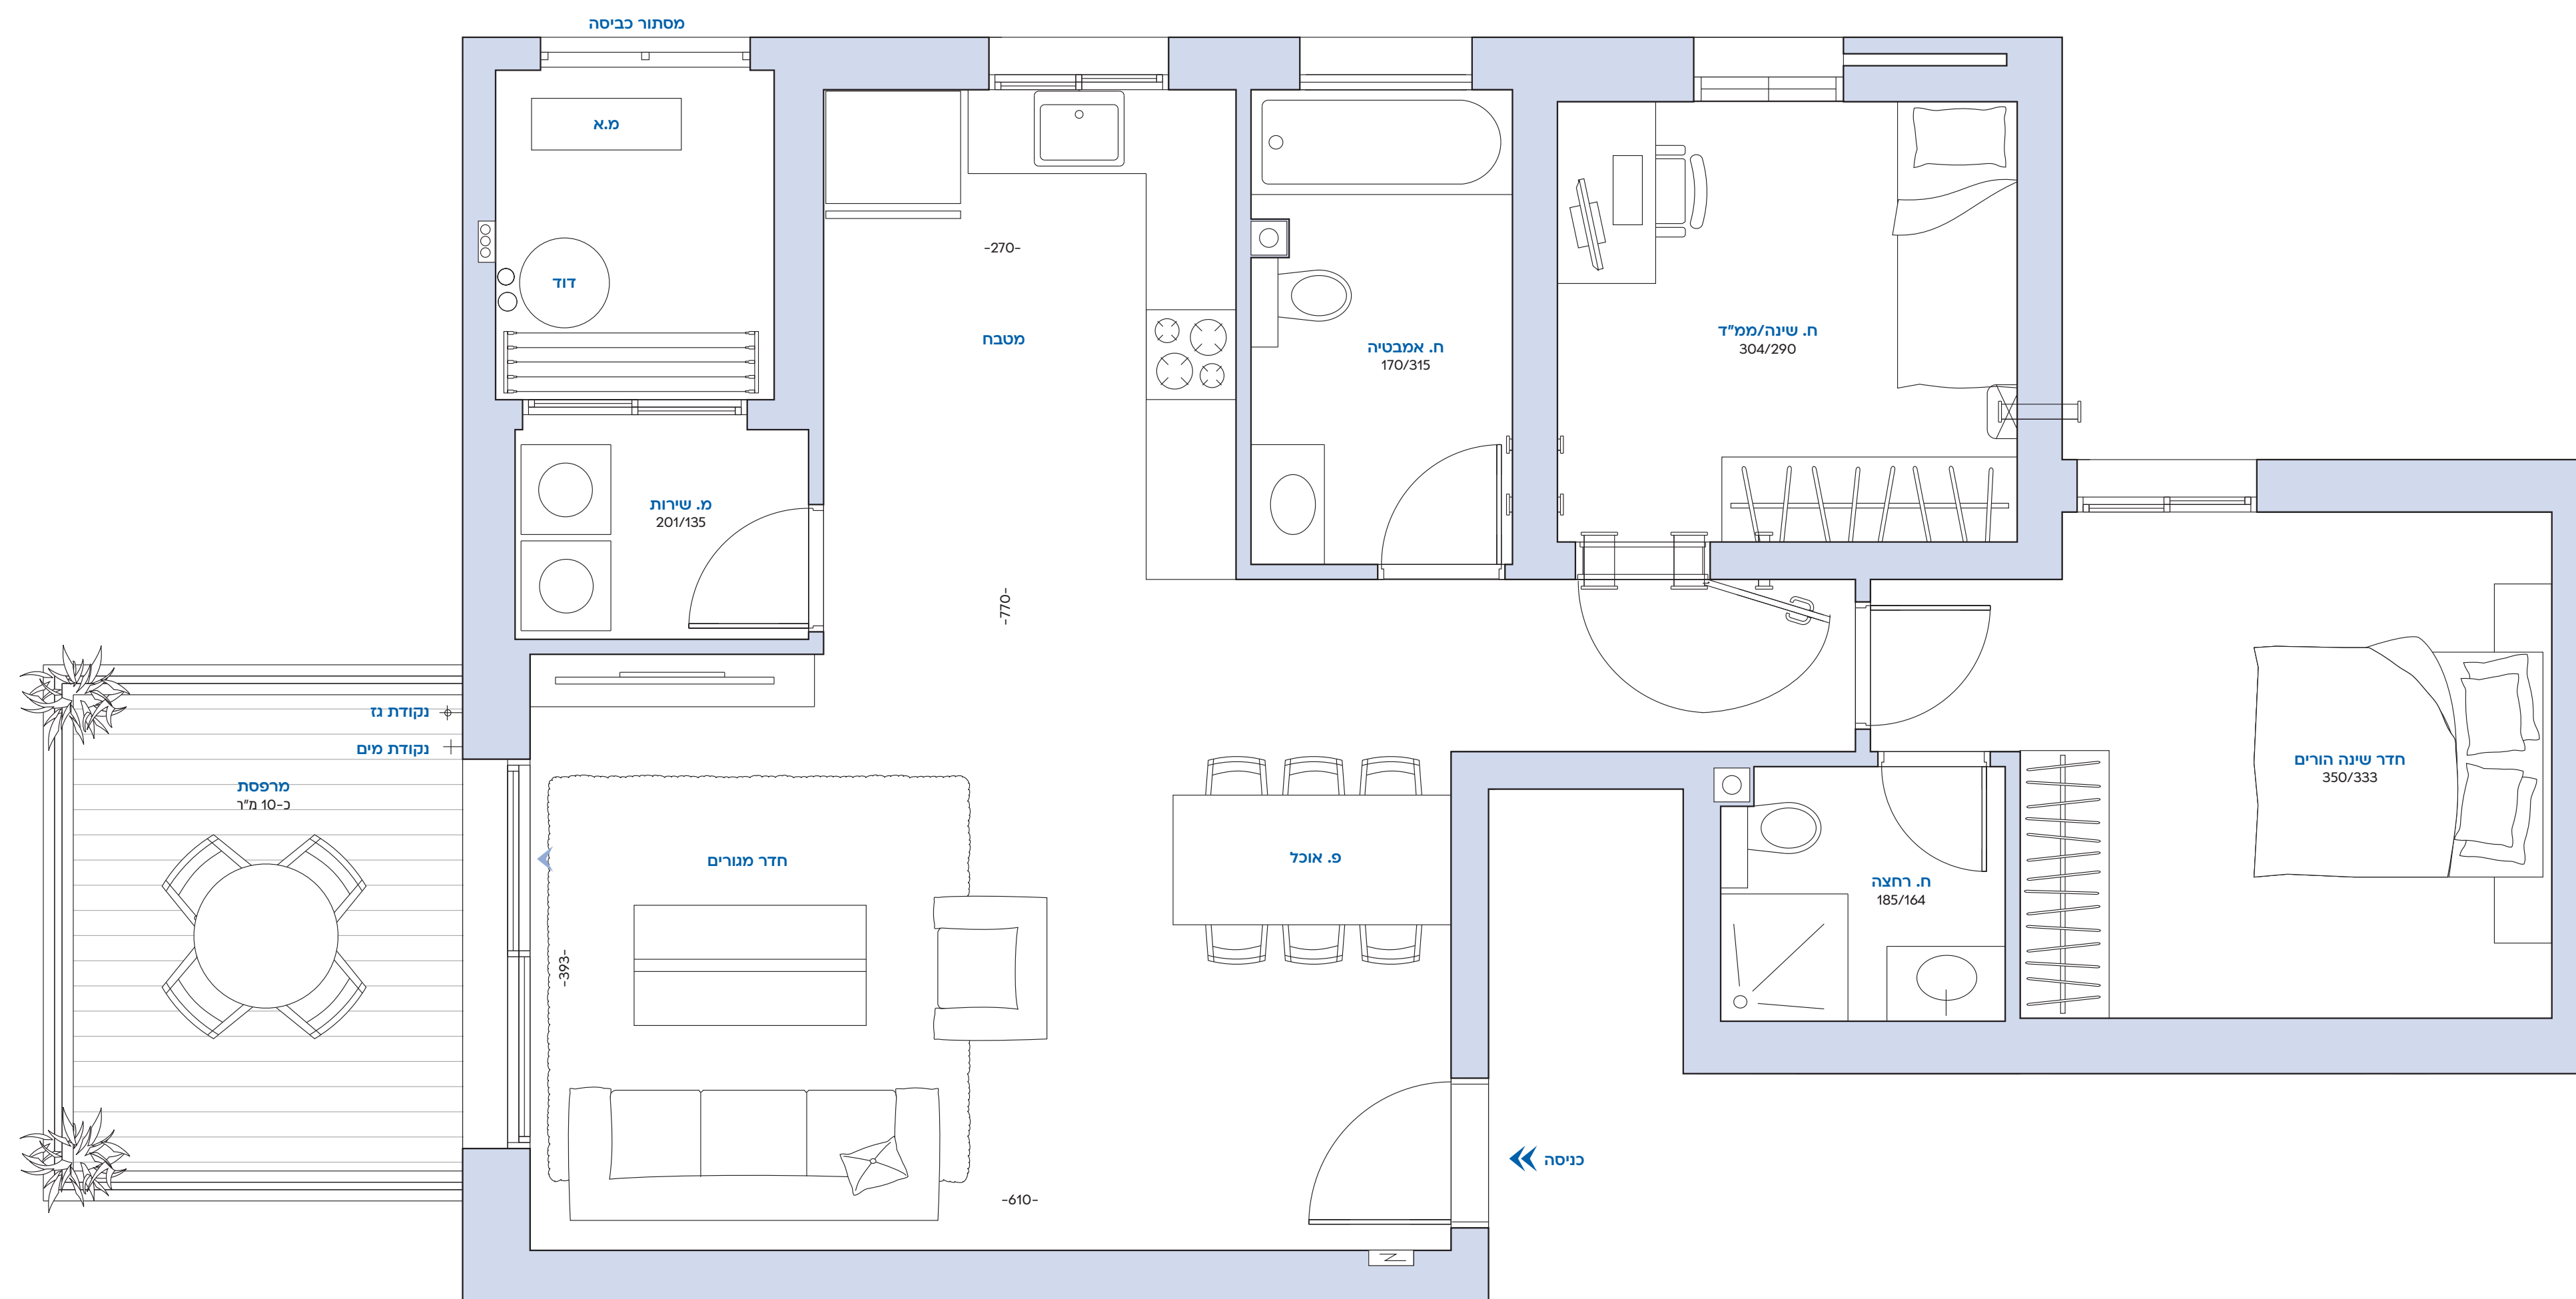 מסתור כביסה
מ.א
דוד
-270-
מטבח
ח. אמבטיה
170/315
ח. שינה/ממ"ד
304/290
מ. שירות
201/135
-770-
נקודת גז
נקודת מים
מרפסת
כ-10 מ"ר
חדר מגורים
-393-
פ. אוכל
ח. רחצה
185/164
חדר שינה הורים
350/333
כניסה
-610-
N